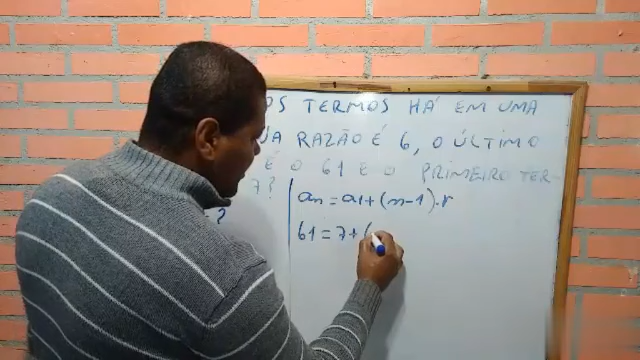 OS TERMOS HÁ EM UMA
RAZÃO É 6, O ÚLTIMO
É O 61 E O PRIMEIRO TER-
7?
an = a1 + (n-1).r
61 = 7 + (